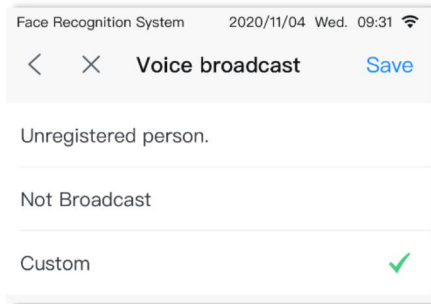 Face Recognition System 2020/11/04 Wed. 09:31
Voice broadcast Save
Unregistered person.
Not Broadcast
Custom